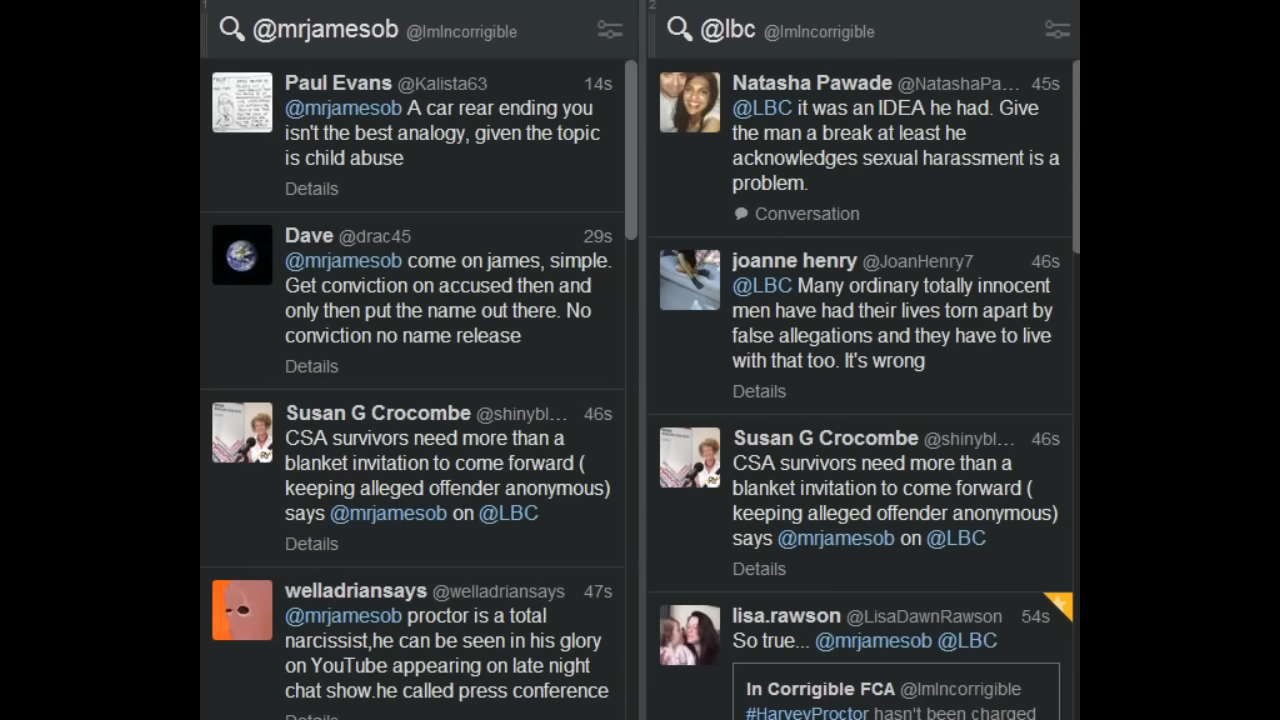 1
@mrjamesob @ImIncorrigible
Paul Evans @Kalista63 14s
@mrjamesob A car rear ending you
isn't the best analogy, given the topic
is child abuse
Details
Dave @drac45 29s
@mrjamesob come on james, simple.
Get conviction on accused then and
only then put the name out there. No
conviction no name release
Details
Susan G Crocombe @shinybl... 46s
CSA survivors need more than a
blanket invitation to come forward (
keeping alleged offender anonymous)
says @mrjamesob on @LBC
Details
welladriansays @welladriansays 47s
@mrjamesob proctor is a total
narcissist,he can be seen in his glory
on YouTube appearing on late night
chat show.he called press conference
Details
2
@lbc @ImIncorrigible
Natasha Pawade @NatashaPa... 45s
@LBC it was an IDEA he had. Give
the man a break at least he
acknowledges sexual harassment is a
problem.
Conversation
joanne henry @JoanHenry7 46s
@LBC Many ordinary totally innocent
men have had their lives torn apart by
false allegations and they have to live
with that too. It's wrong
Details
Susan G Crocombe @shinybl... 46s
CSA survivors need more than a
blanket invitation to come forward (
keeping alleged offender anonymous)
says @mrjamesob on @LBC
Details
lisa.rawson @LisaDawnRawson 54s
So true... @mrjamesob @LBC
In Corrigible FCA @ImIncorrigible
#HarveyProctor hasn't been charged